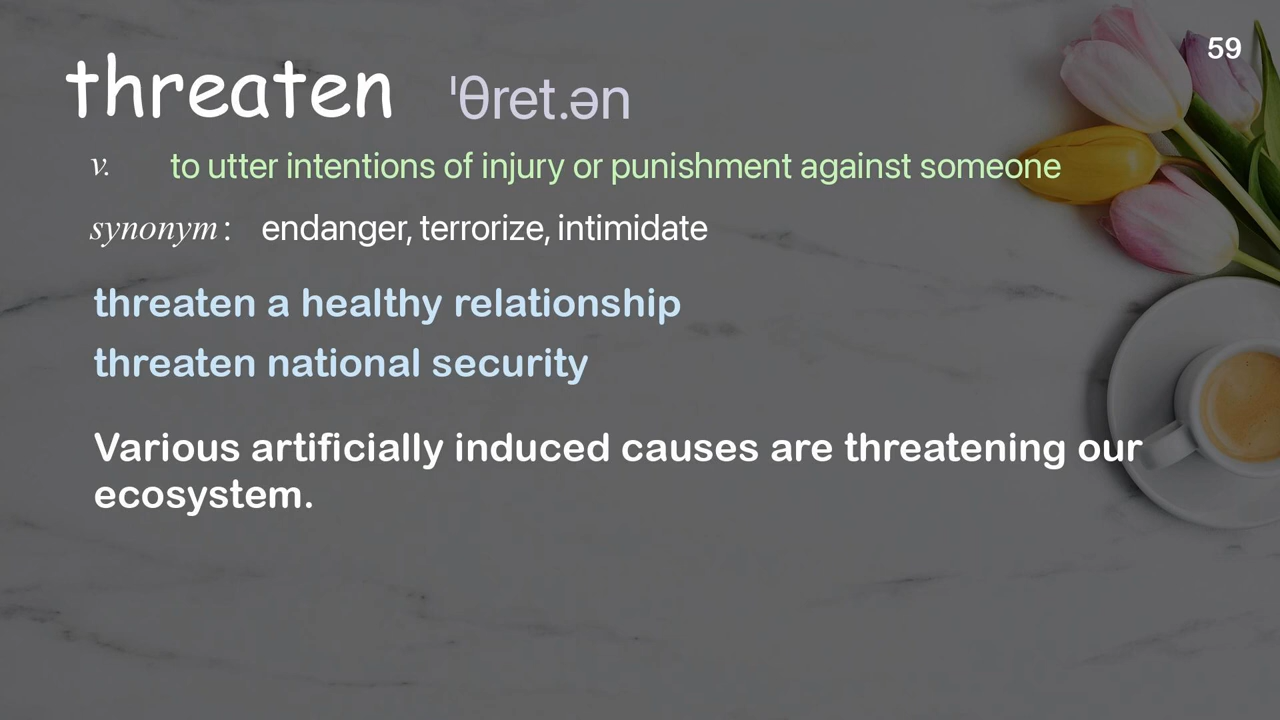 59
threaten ˈθret.ən
v. to utter intentions of injury or punishment against someone
synonym : endanger, terrorize, intimidate
threaten a healthy relationship
threaten national security
Various artificially induced causes are threatening our
ecosystem.